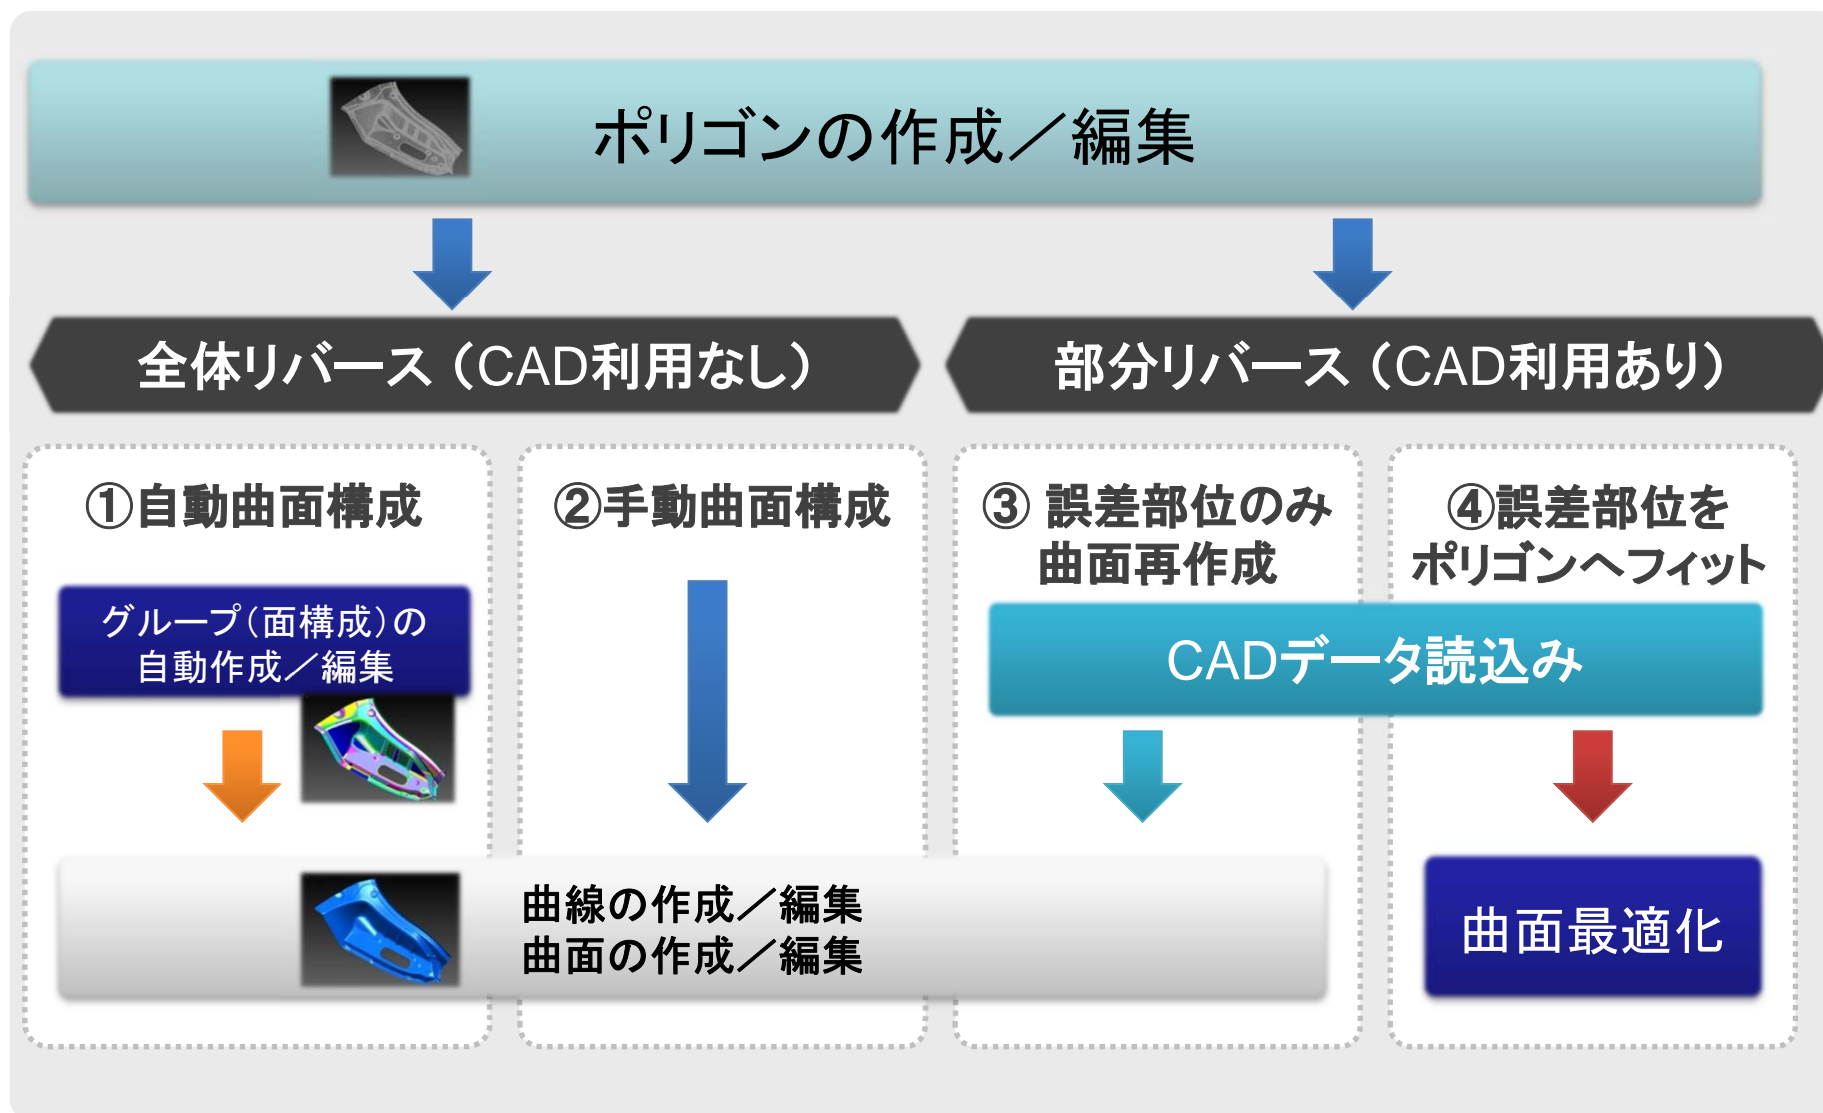 ポリゴンの作成／編集
全体リバース（CAD利用なし）
部分リバース（CAD利用あり）
①自動曲面構成
②手動曲面構成
③ 誤差部位のみ
曲面再作成
④誤差部位を
ポリゴンへフィット
グループ（面構成）の
自動作成／編集
CADデータ読込み
曲線の作成／編集
曲面の作成／編集
曲面最適化